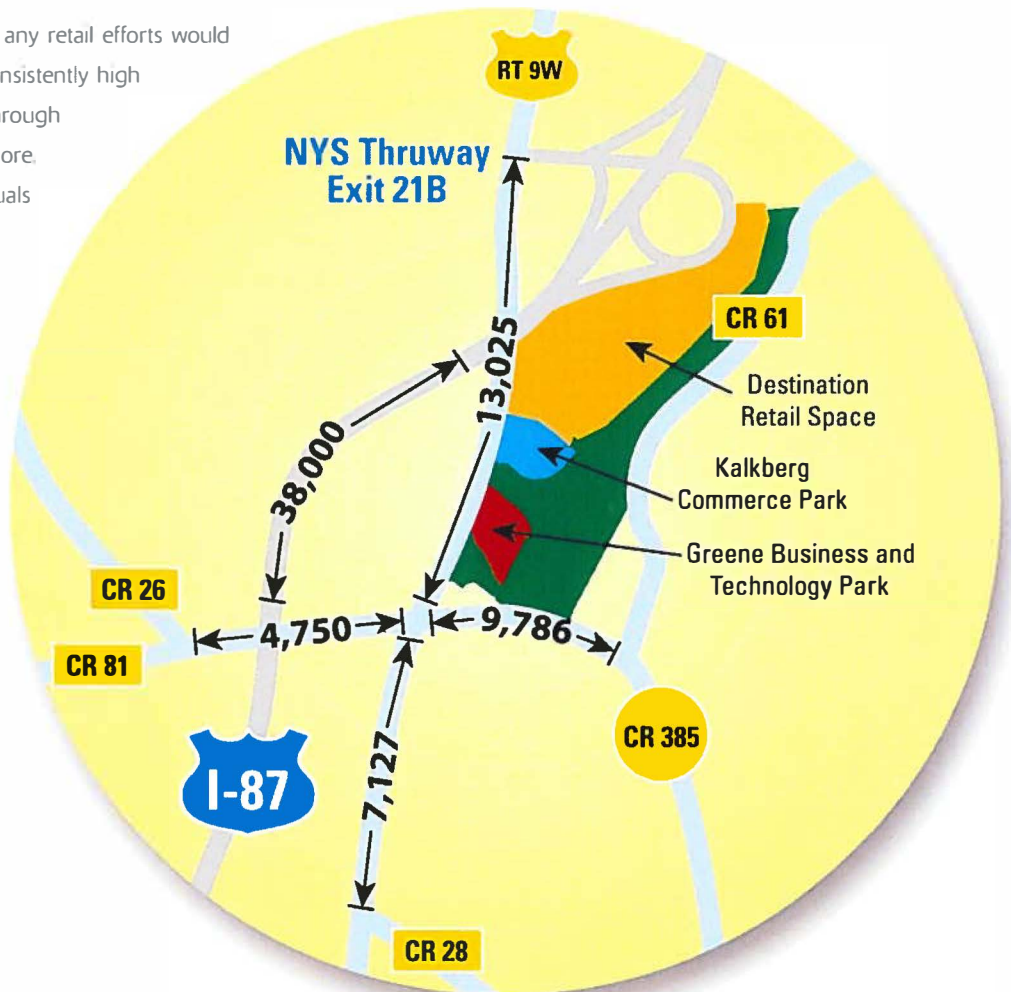 any retail efforts would
nsistently high
rough
ore,
uals
RT 9W
NYS Thruway
Exit 21B
CR 61
13,025
Destination
Retail Space
38,000
Kalkberg
Commerce Park
Greene Business and
Technology Park
CR 26
4,750
9,786
CR 81
CR 385
7,127
I-87
CR 28